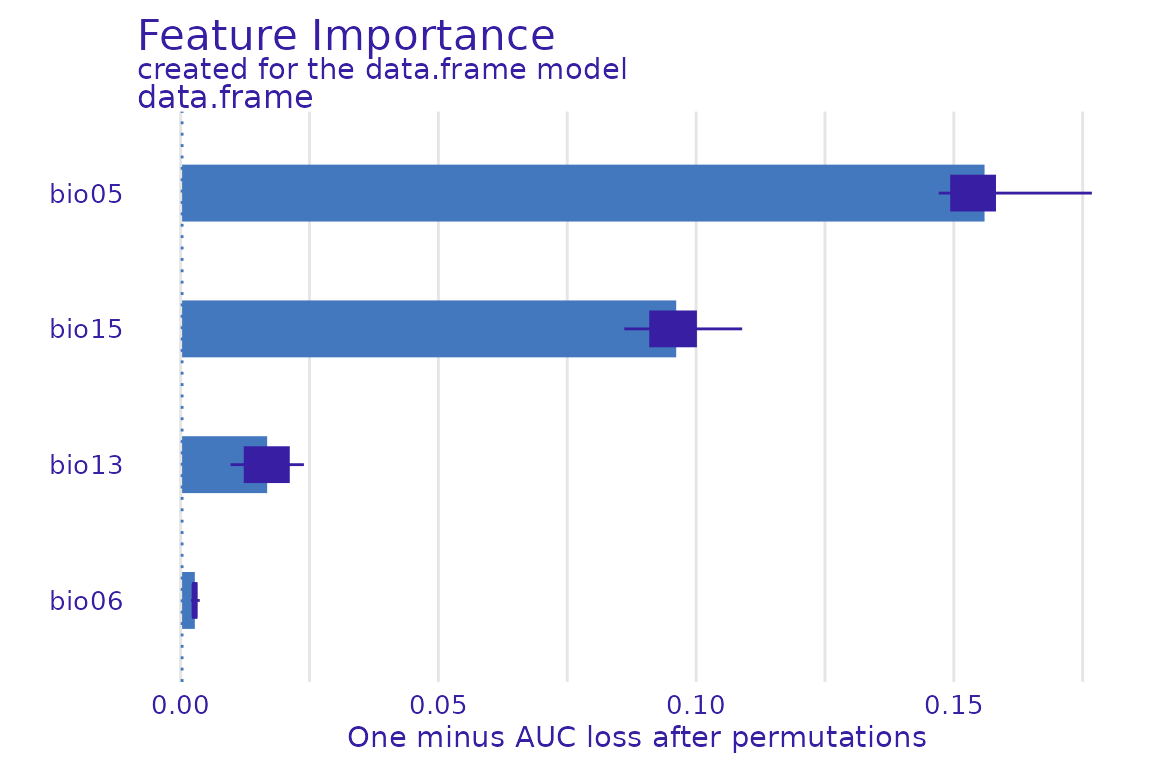 Feature Importance
created for the data.frame model
data.frame
bio05
bio15
bio13
bio06
0.00 0.05 0.10 0.15
One minus AUC loss after permutations